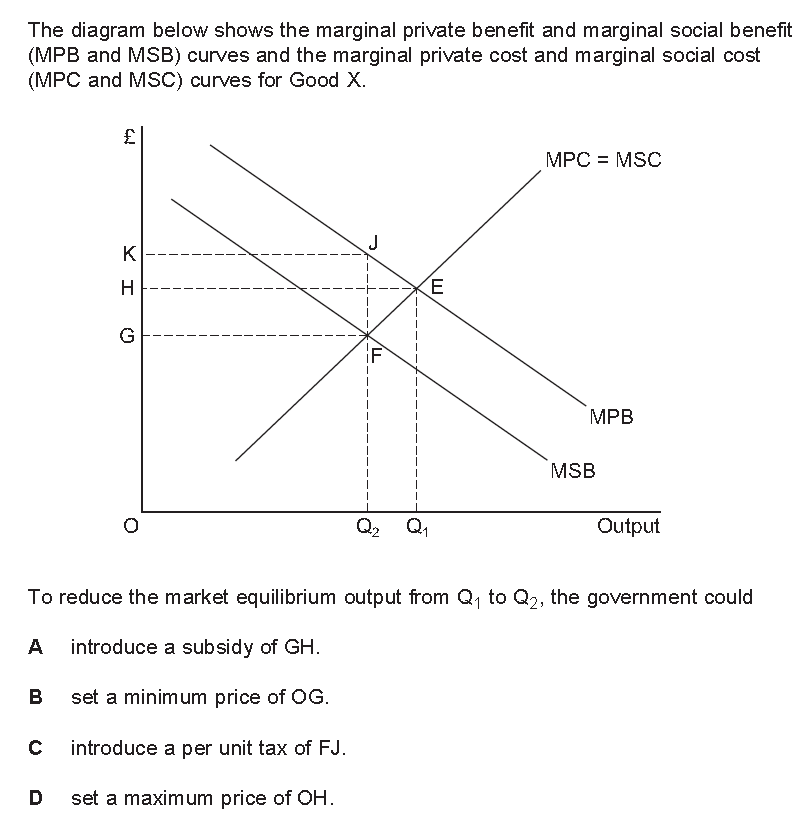 The diagram below shows the marginal private benefit and marginal social benefit
(MPB and MSB) curves and the marginal private cost and marginal social cost
(MPC and MSC) curves for Good X.
£
MPC = MSC
K
J
H
E
G
F
MPB
MSB
O
Q₂
Q₁
Output
To reduce the market equilibrium output from Q₁ to Q₂, the government could
A introduce a subsidy of GH.
B set a minimum price of OG.
C introduce a per unit tax of FJ.
D set a maximum price of OH.